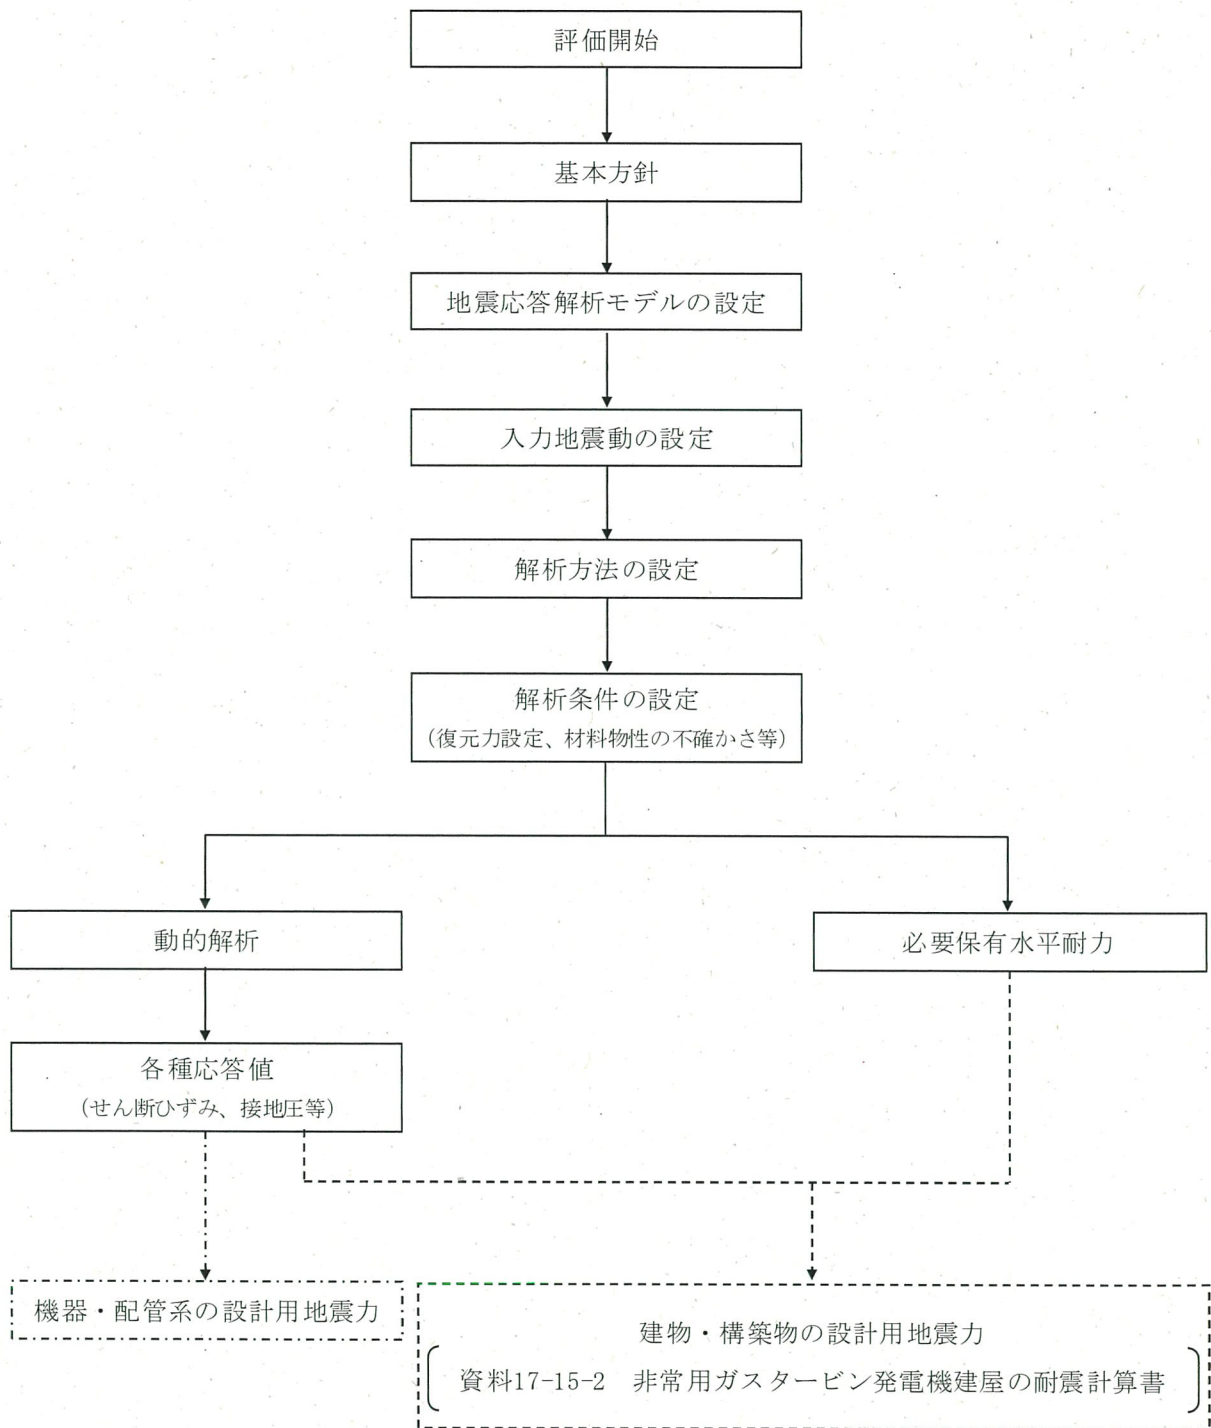 評価開始
基本方針
地震応答解析モデルの設定
入力地震動の設定
解析方法の設定
解析条件の設定
（復元力設定、材料物性の不確かさ等）
動的解析
必要保有水平耐力
各種応答値
（せん断ひずみ、接地圧等）
機器・配管系の設計用地震力
建物・構築物の設計用地震力
資料17-15-2　非常用ガスタービン発電機建屋の耐震計算書